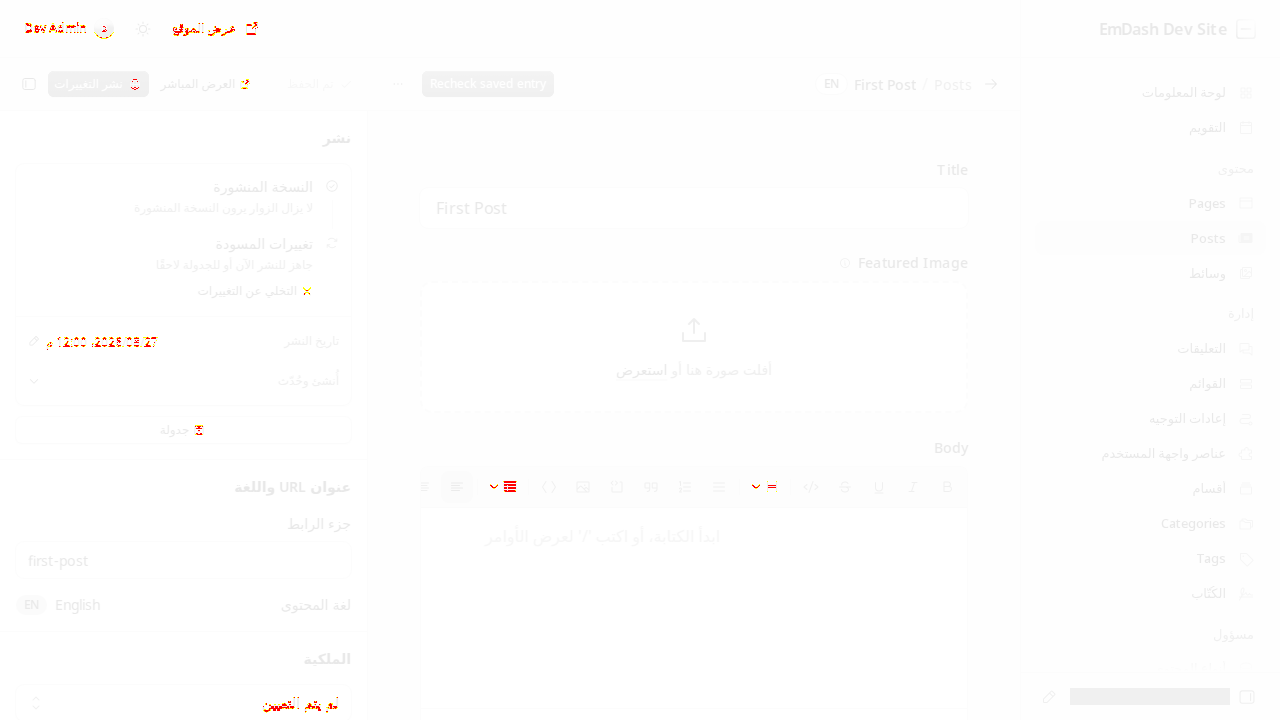 EmDash Dev Site
عرض الموقع
Dev Admin
Posts / First Post
EN
Recheck saved entry
تم الحفظ
العرض المباشر
نشر التغييرات
لوحة المعلومات
التقويم
محتوى
Pages
Posts
وسائط
إدارة
التعليقات
القوائم
إعادات التوجيه
عناصر واجهة المستخدم
أقسام
Categories
Tags
الكتّاب
مسؤول
Title
First Post
Featured Image
أفلت صورة هنا أو استعرض
Body
ابدأ الكتابة، أو اكتب '/' لعرض الأوامر
نشر
النسخة المنشورة
لا يزال الزوار يرون النسخة المنشورة
تغييرات المسودة
جاهز للنشر الآن أو للجدولة لاحقًا
التخلي عن التغييرات
تاريخ النشر
أُنشئ وحُدّث
جدولة
عنوان URL واللغة
جزء الرابط
first-post
لغة المحتوى
English
EN
الملكية
لم يتم التعيين